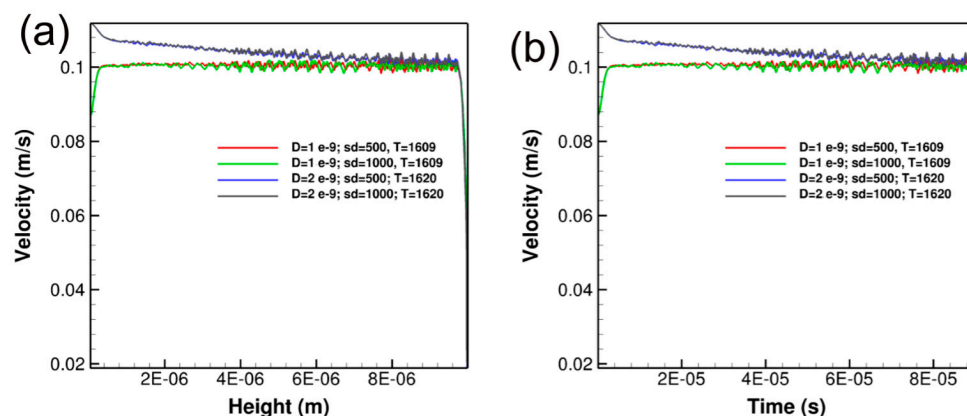 (a)
0.1
0.08
0.06
0.04
0.02
Velocity (m/s)
D=1 e-9; sd=500, T=1609
D=1 e-9; sd=1000, T=1609
D=2 e-9; sd=500; T=1620
D=2 e-9; sd=1000; T=1620
2E-06 4E-06 6E-06 8E-06
Height (m)
(b)
0.1
0.08
0.06
0.04
0.02
Velocity (m/s)
D=1 e-9; sd=500, T=1609
D=1 e-9; sd=1000, T=1609
D=2 e-9; sd=500; T=1620
D=2 e-9; sd=1000; T=1620
2E-05 4E-05 6E-05 8E-05
Time (s)